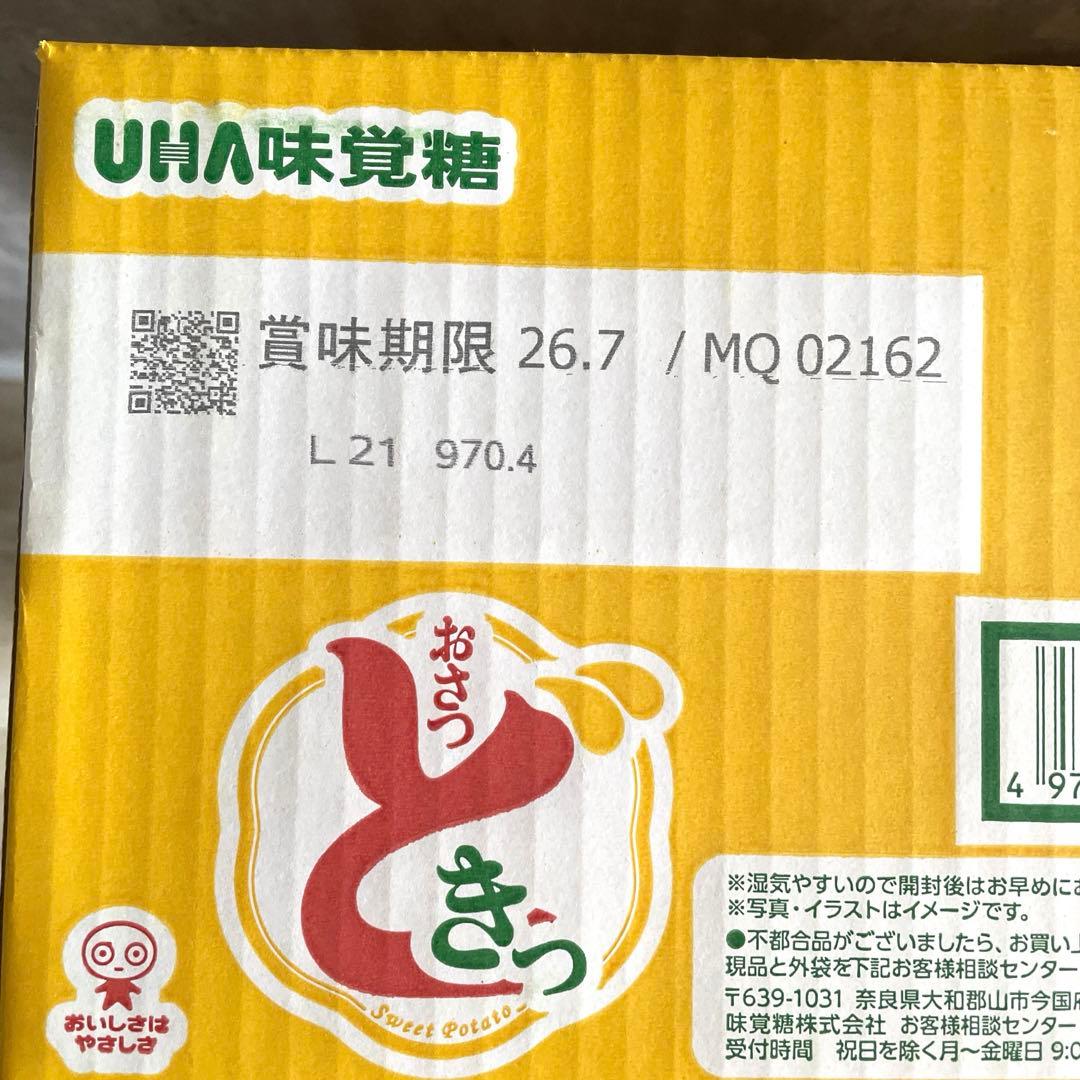 UHA味覚糖
賞味期限 26.7 / MQ 02162
L 21 970.4
おさつ
どきっ
Sweet Potato
4 97
※湿気やすいので開封後はお早めにお
※写真・イラストはイメージです。
●不都合品がございましたら、お買い上
現品と外袋を下記お客様相談センター
〒639-1031 奈良県大和郡山市今国府
味覚糖株式会社 お客様相談センター
受付時間 祝日を除く月〜金曜日 9:0
おいしさは
やさしさ